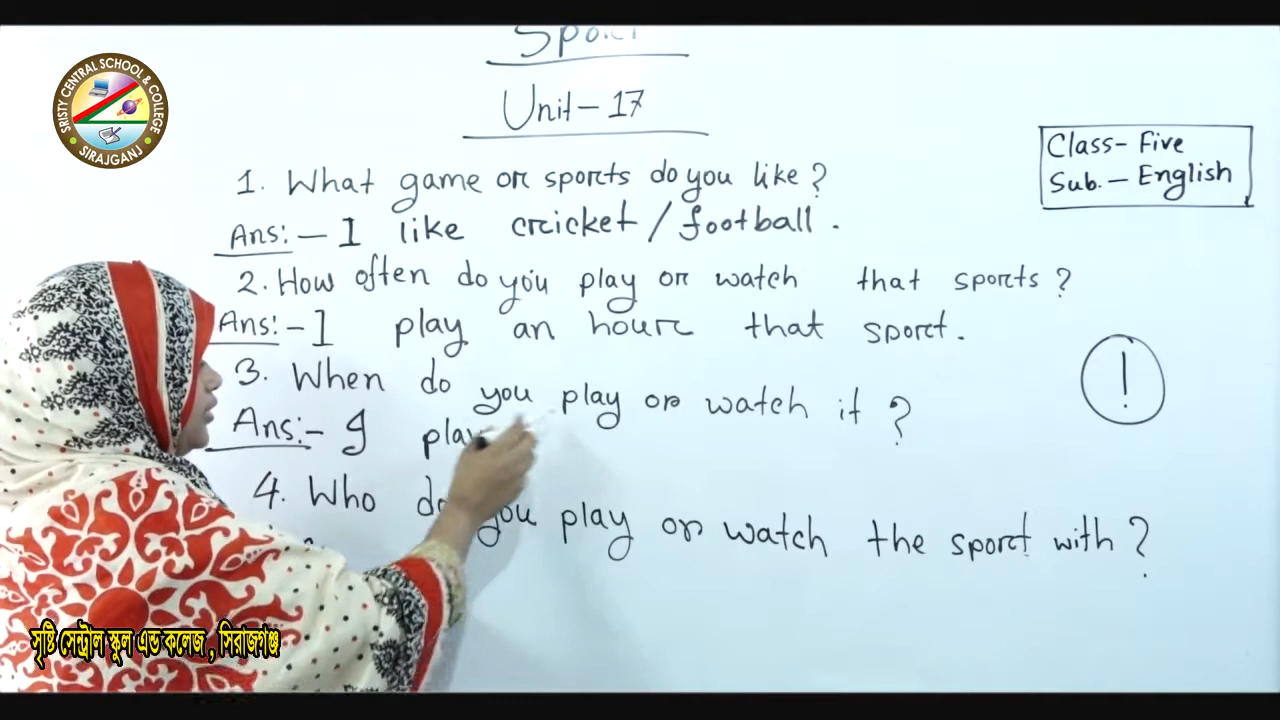 Sport
Unit-17
SRISTY CENTRAL SCHOOL & COLLEGE
SIRAJGANJ
Class- Five
Sub. - English
1. What game or sports do you like?
Ans:- I like cricket/football.
2. How often do you play or watch that sports?
Ans:- I play an hour that sport.
3. When do you play or watch it?
Ans:- I play
4. Who do you play or watch the sport with?
!
সৃষ্টি সেন্ট্রাল স্কুল এন্ড কলেজ, সিরাজগঞ্জ